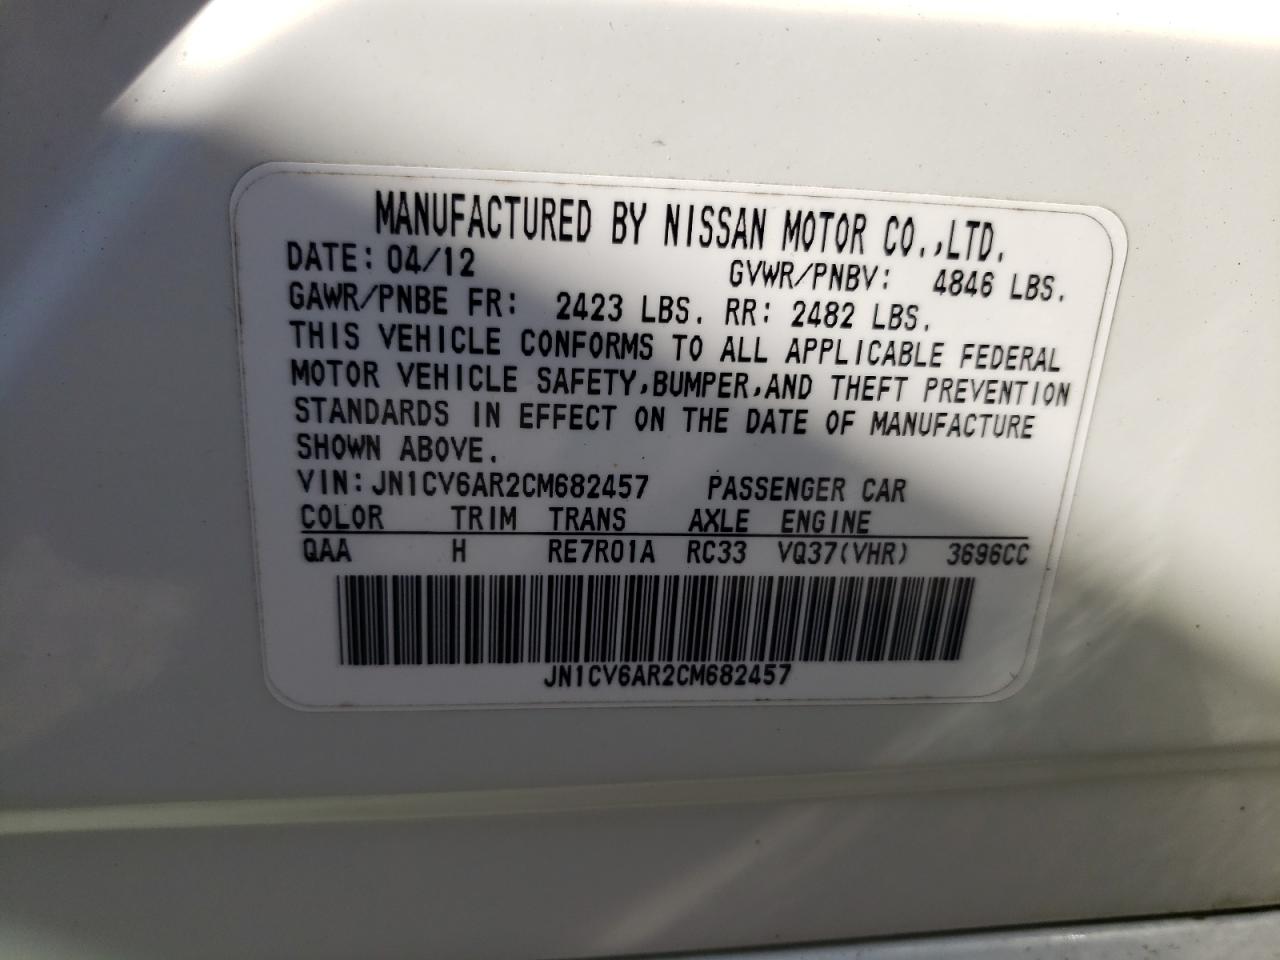 MANUFACTURED BY NISSAN MOTOR CO.,LTD.
DATE: 04/12 GVWR/PNBV: 4846 LBS.
GAWR/PNBE FR: 2423 LBS. RR: 2482 LBS.
THIS VEHICLE CONFORMS TO ALL APPLICABLE FEDERAL
MOTOR VEHICLE SAFETY,BUMPER,AND THEFT PREVENTION
STANDARDS IN EFFECT ON THE DATE OF MANUFACTURE
SHOWN ABOVE.
VIN: JN1CV6AR2CM682457 PASSENGER CAR
COLOR TRIM TRANS AXLE ENGINE
QAA H RE7R01A RC33 VQ37(VHR) 3696CC
JN1CV6AR2CM682457